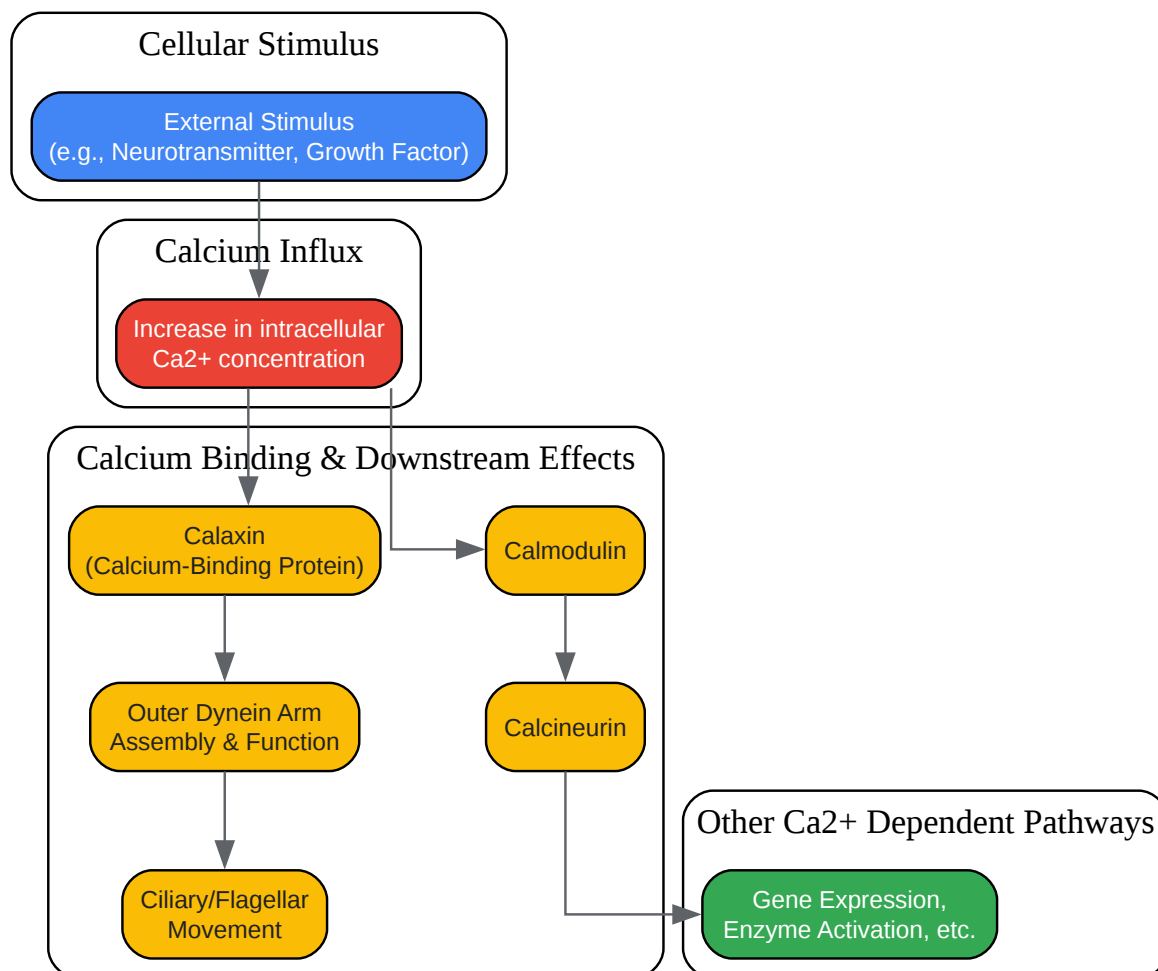 Cellular Stimulus
External Stimulus
(e.g., Neurotransmitter, Growth Factor)
Calcium Influx
Increase in intracellular
Ca2+ concentration
Calcium Binding & Downstream Effects
Calaxin
(Calcium-Binding Protein)
Calmodulin
Outer Dynein Arm
Assembly & Function
Calcineurin
Other Ca2+ Dependent Pathways
Ciliary/Flagellar
Movement
Gene Expression,
Enzyme Activation, etc.